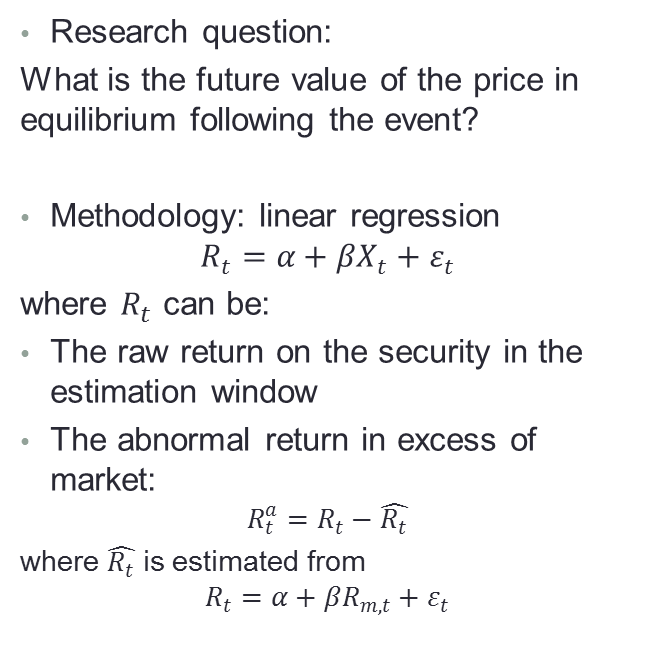 • Research question:
What is the future value of the price in
equilibrium following the event?
• Methodology: linear regression
$R_t = \alpha + \beta X_t + \varepsilon_t$
where $R_t$ can be:
• The raw return on the security in the
estimation window
• The abnormal return in excess of
market:
$R_t^a = R_t - \widehat{R_t}$
where $\widehat{R_t}$ is estimated from
$R_t = \alpha + \beta R_{m,t} + \varepsilon_t$